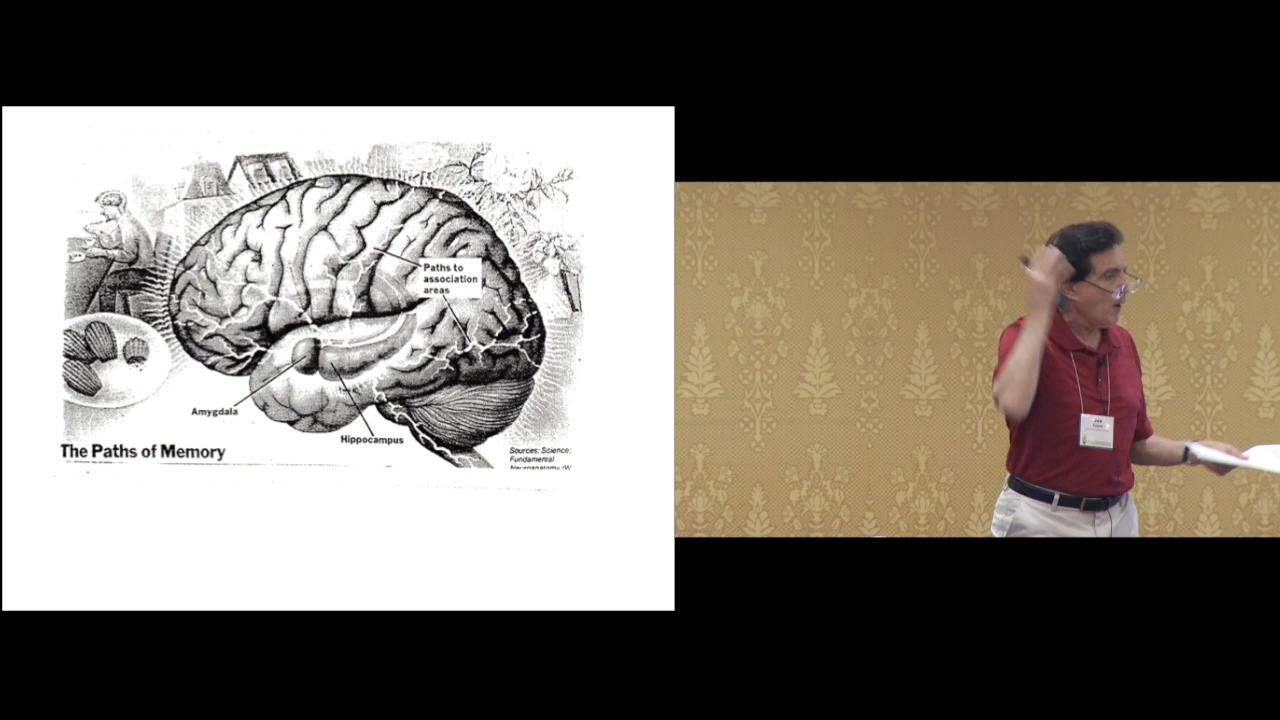 Paths to
association
areas
Amygdala
Hippocampus
The Paths of Memory
Sources: Science;
Fundamental